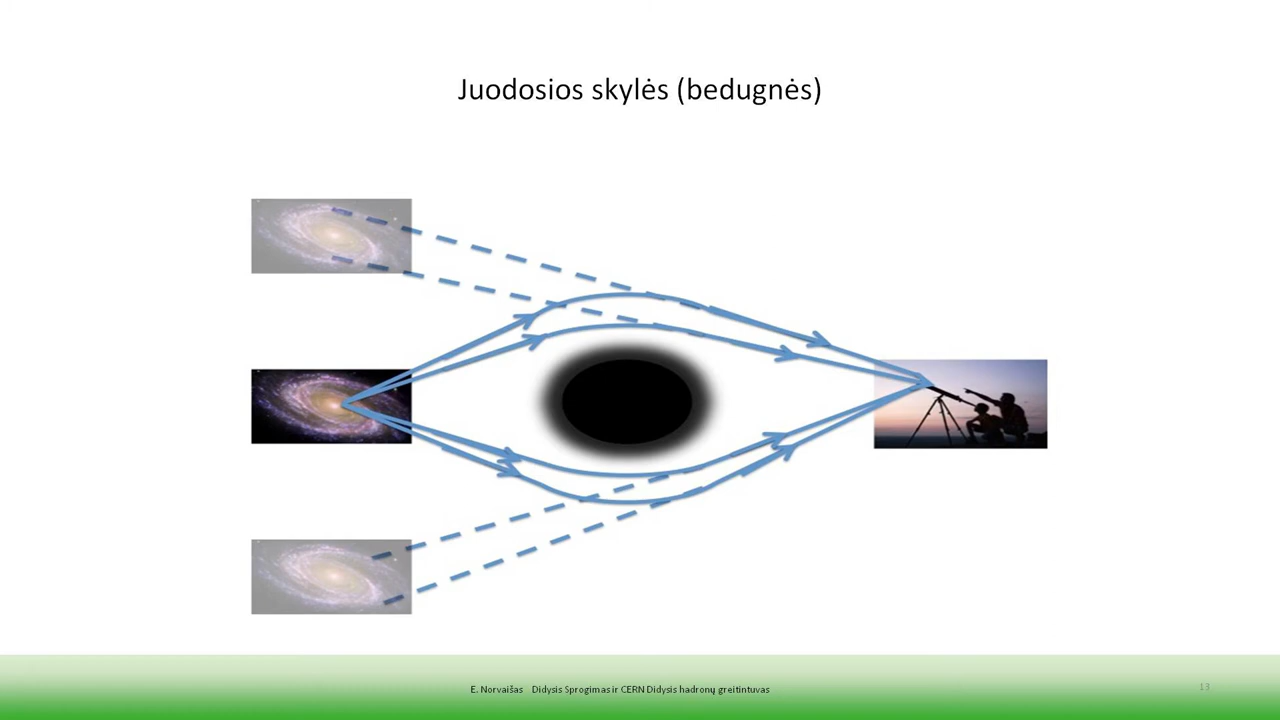 Juodosios skylės (bedugnės)
E. Norvaišas Didysis Sprogimas ir CERN Didysis hadronų greitintuvas
13